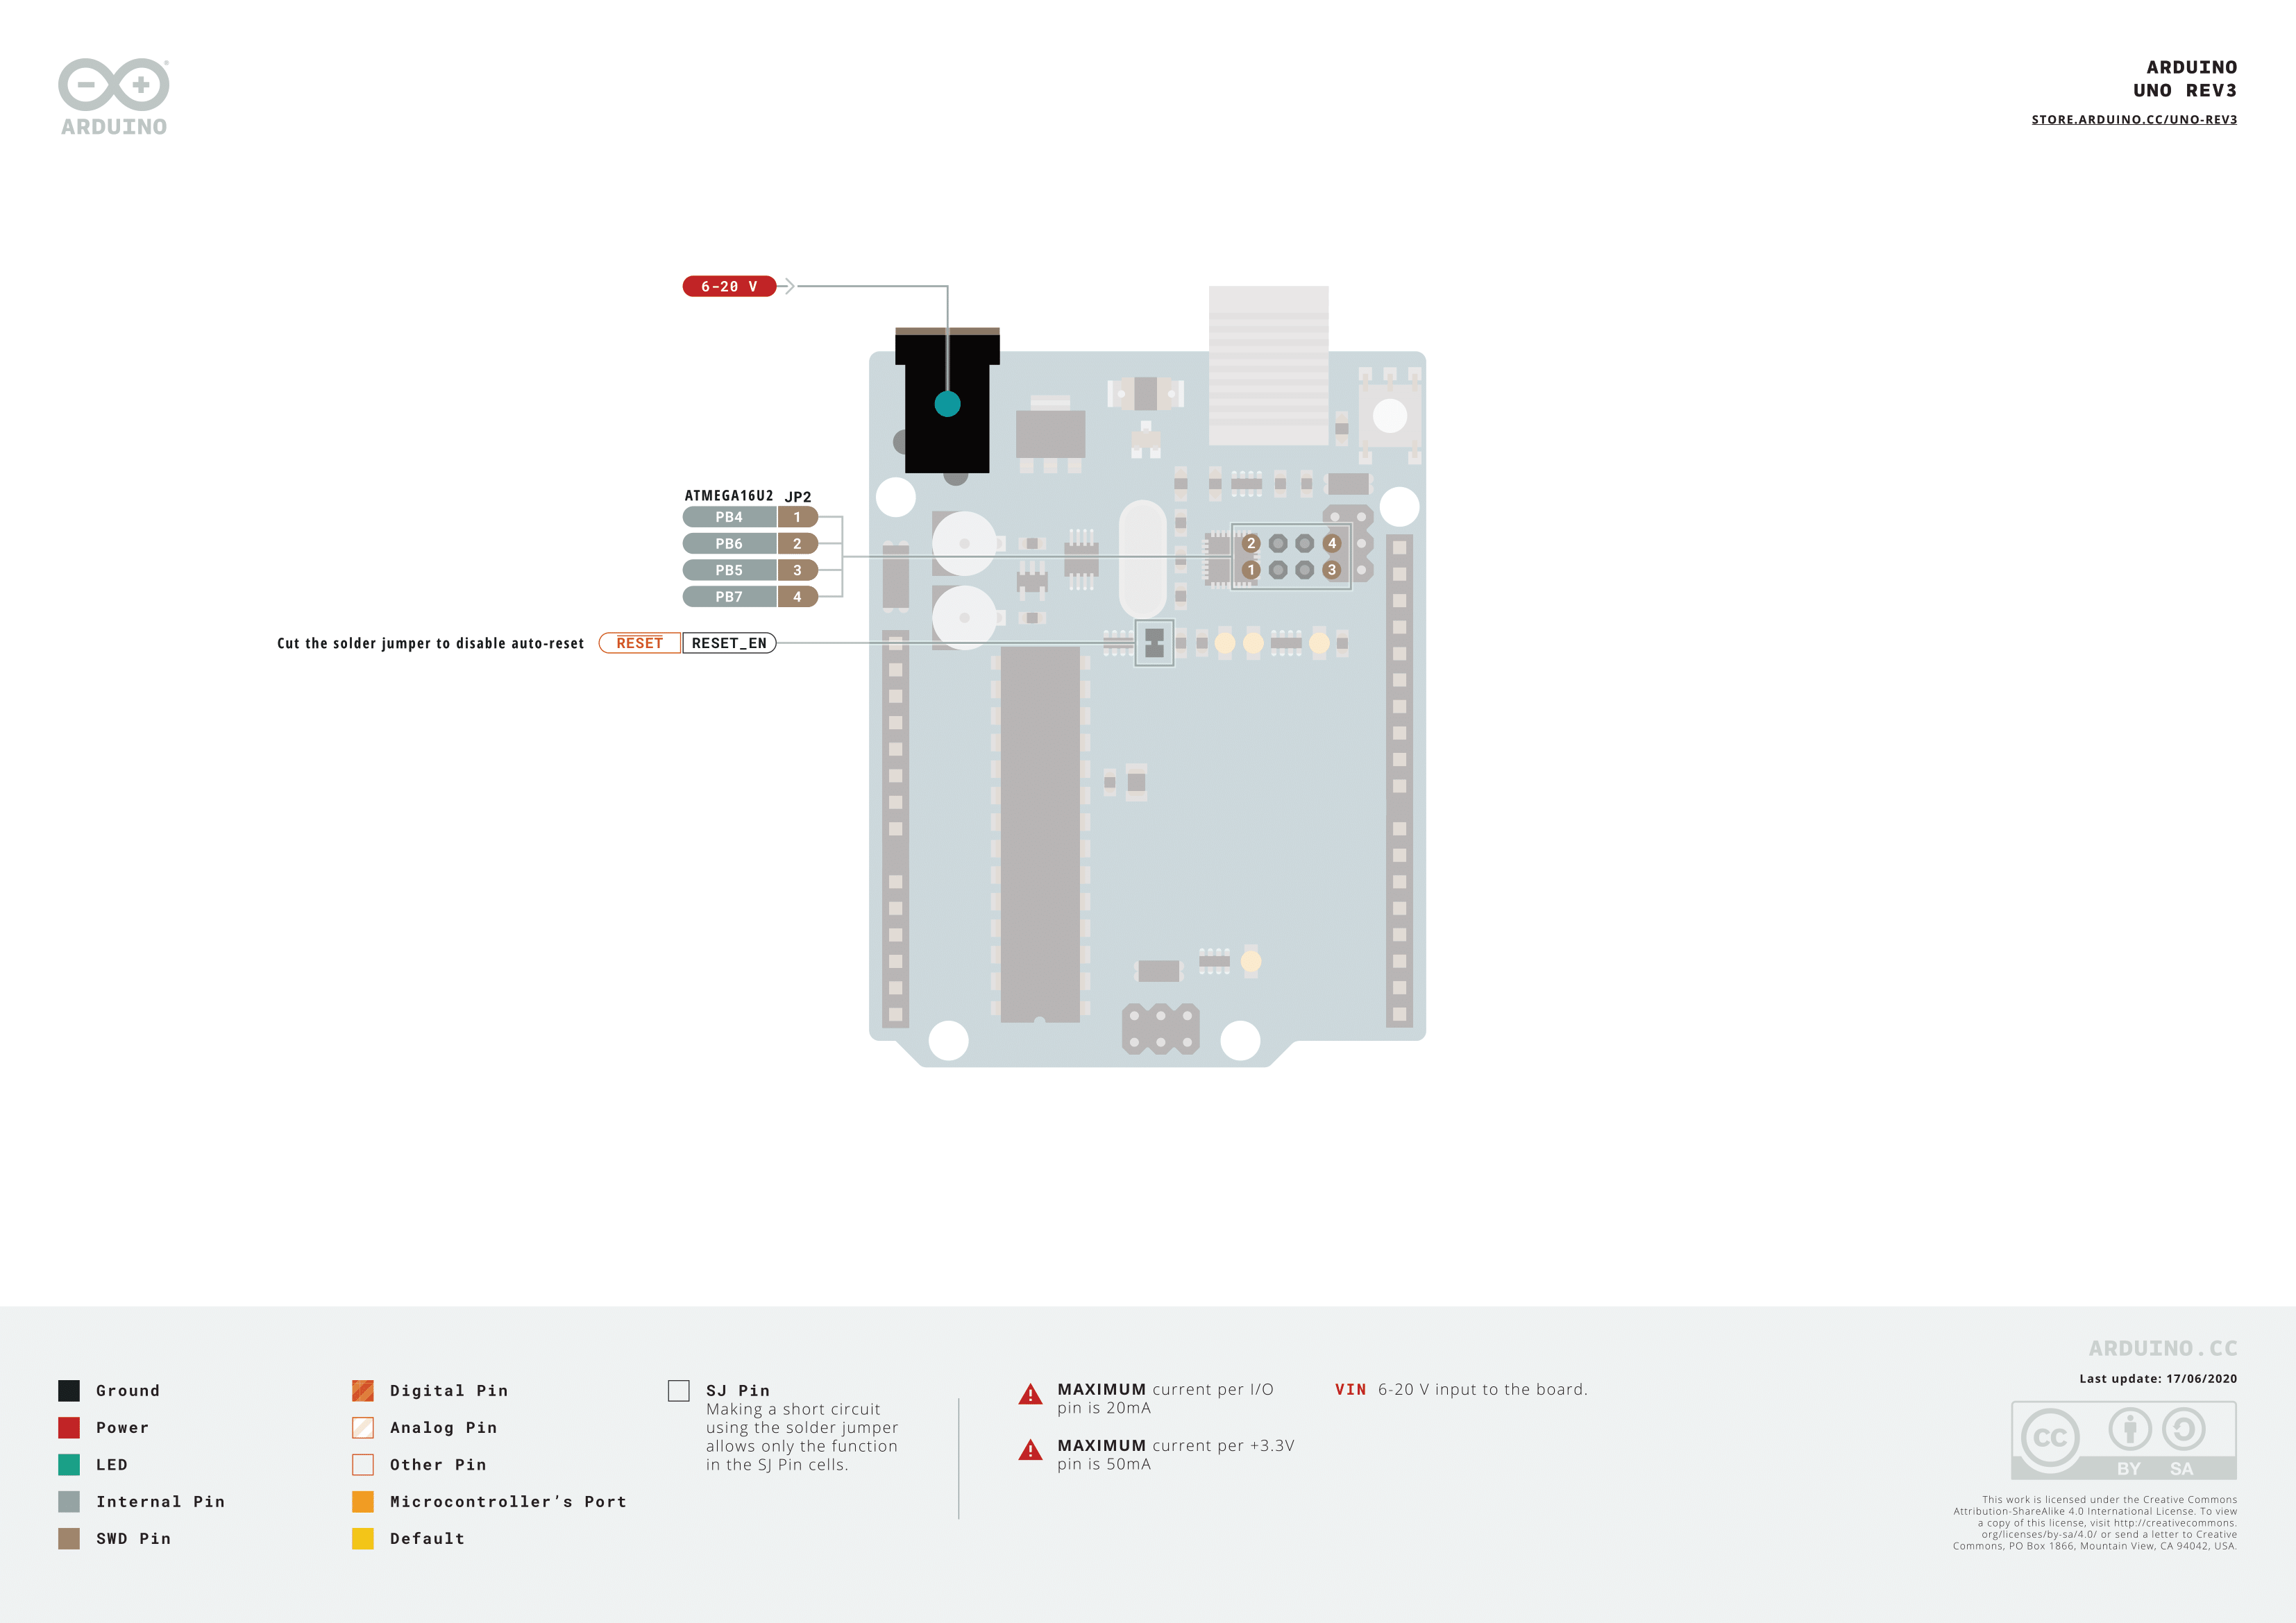 ARDUINO
ARDUINO
UNO REV3
STORE.ARDUINO.CC/UNO-REV3
6-20 V
ATMEGA16U2 JP2
PB4 1
PB6 2
PB5 3
PB7 4
2 4
1 3
Cut the solder jumper to disable auto-reset RESET RESET_EN
Ground
Power
LED
Internal Pin
SWD Pin
Digital Pin
Analog Pin
Other Pin
Microcontroller's Port
Default
SJ Pin
Making a short circuit
using the solder jumper
allows only the function
in the SJ Pin cells.
MAXIMUM current per I/O
pin is 20mA
MAXIMUM current per +3.3V
pin is 50mA
VIN 6-20 V input to the board.
ARDUINO.CC
Last update: 17/06/2020
CC
BY SA
This work is licensed under the Creative Commons
Attribution-ShareAlike 4.0 International License. To view
a copy of this license, visit http://creativecommons.
org/licenses/by-sa/4.0/ or send a letter to Creative
Commons, PO Box 1866, Mountain View, CA 94042, USA.